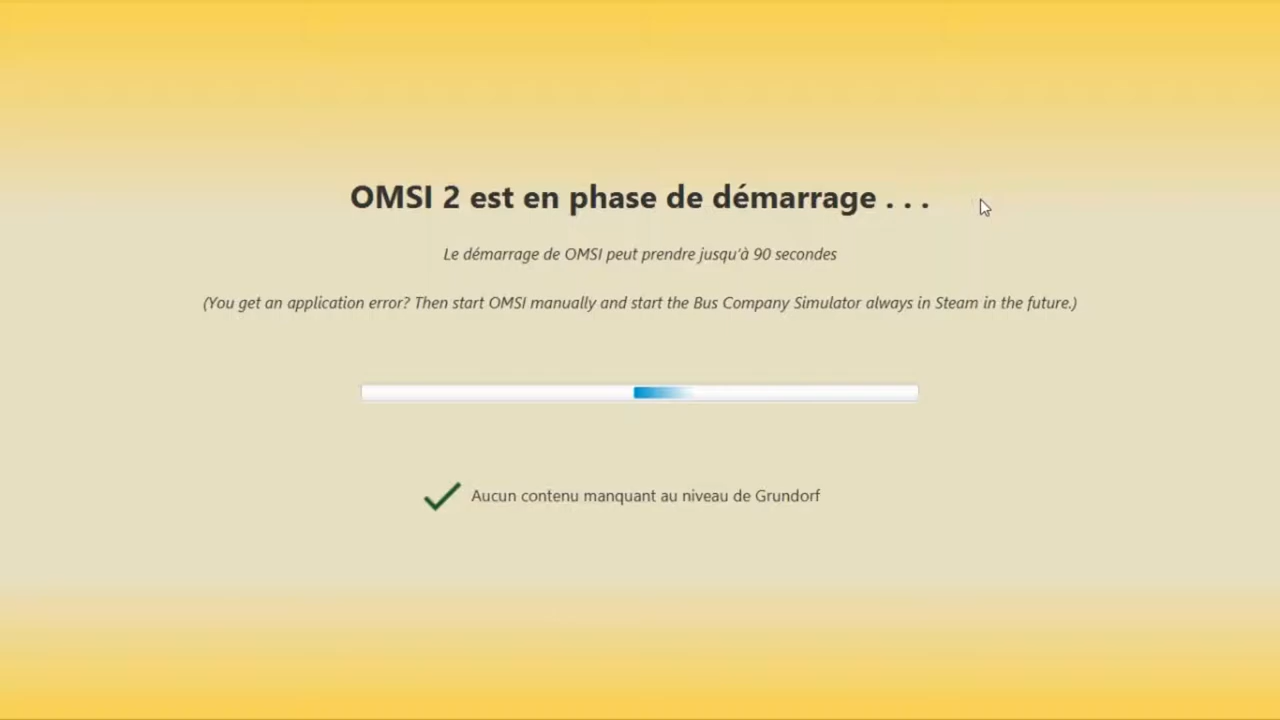 OMSI 2 est en phase de démarrage . . .
Le démarrage de OMSI peut prendre jusqu'à 90 secondes
(You get an application error? Then start OMSI manually and start the Bus Company Simulator always in Steam in the future.)
Aucun contenu manquant au niveau de Grundorf